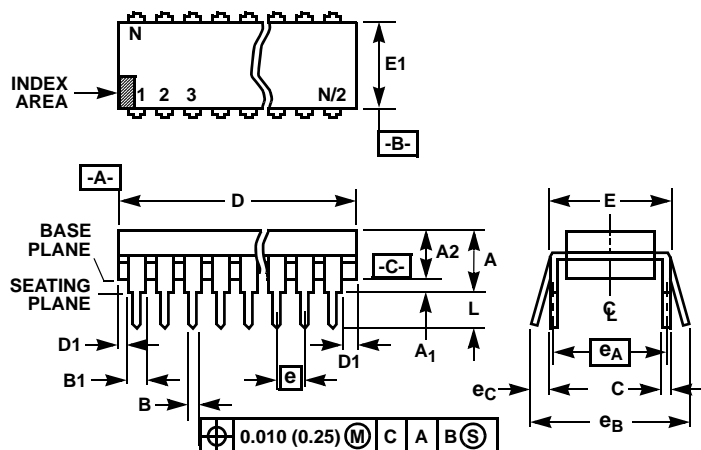 N
E1
INDEX
AREA
1 2 3 N/2
-B-
-A-
D
E
BASE
PLANE
A2
A
-C-
SEATING
PLANE
L
C
L
D1
A1
D1
eA
B1
e
eC
C
B
eB
0.010 (0.25) M C A B S